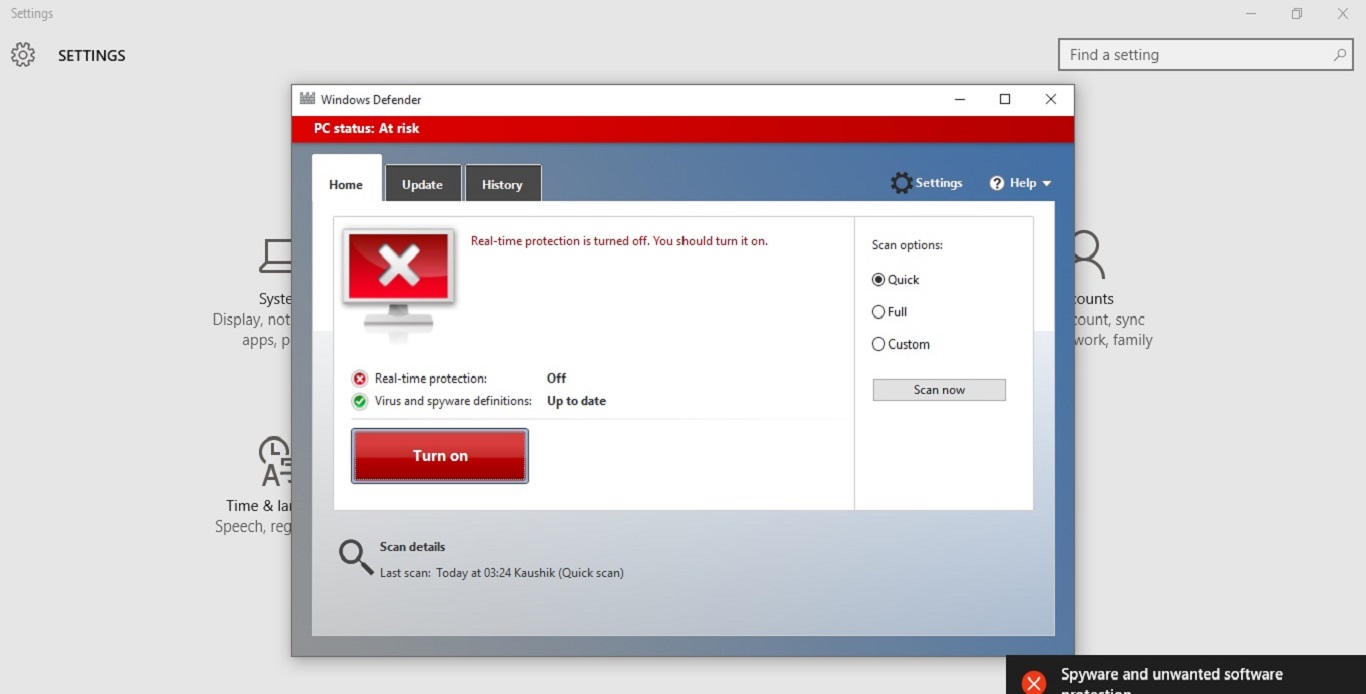 Settings
SETTINGS
Find a setting
Windows Defender
PC status: At risk
Home
Update
History
Settings
Help
Real-time protection is turned off. You should turn it on.
Scan options:
Quick
Full
Custom
Scan now
Real-time protection: Off
Virus and spyware definitions: Up to date
Turn on
Scan details
Last scan: Today at 03:24 Kaushik (Quick scan)
Syste
Display, not
apps, p
counts
count, sync
work, family
Time & lan
Speech, reg
Spyware and unwanted software
protection